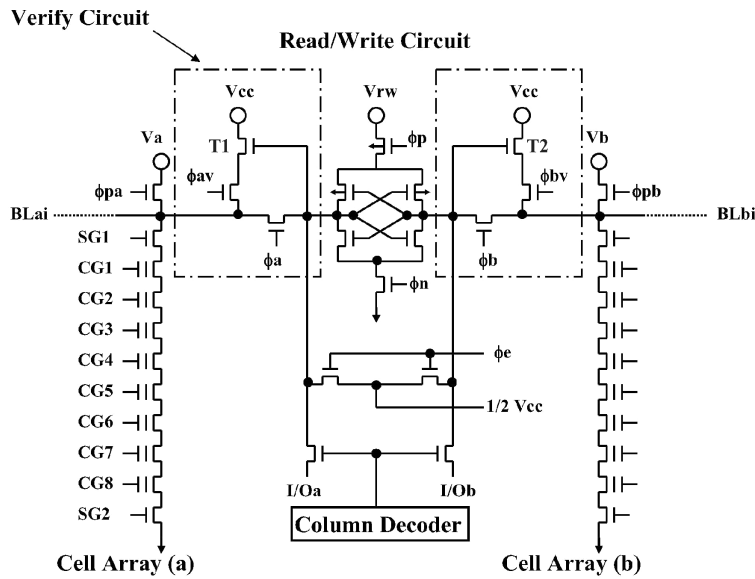 Verify Circuit
Read/Write Circuit
Vcc
Vrw
Vcc
Va
T1
ϕp
T2
Vb
ϕpa
ϕav
ϕbv
ϕpb
BLai
BLbi
SG1
ϕa
ϕn
ϕb
CG1
CG2
CG3
CG4
CG5
CG6
CG7
CG8
SG2
ϕe
1/2 Vcc
I/Oa
I/Ob
Column Decoder
Cell Array (a)
Cell Array (b)